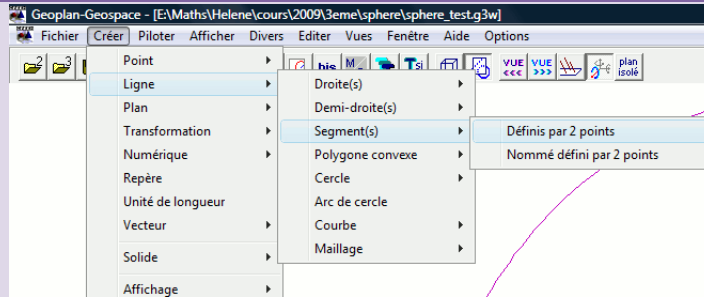 Geoplan-Geospace - [E:\Maths\Helene\cours\2009\3eme\sphere\sphere_test.g3w]
Fichier Créer Piloter Afficher Divers Editer Vues Fenêtre Aide Options
2 3 bis M Tsi VUE <<< VUE >>> plan isolé
Point
Ligne
Plan
Transformation
Numérique
Repère
Unité de longueur
Vecteur
Solide
Affichage
Droite(s)
Demi-droite(s)
Segment(s)
Polygone convexe
Cercle
Arc de cercle
Courbe
Maillage
Définis par 2 points
Nommé défini par 2 points